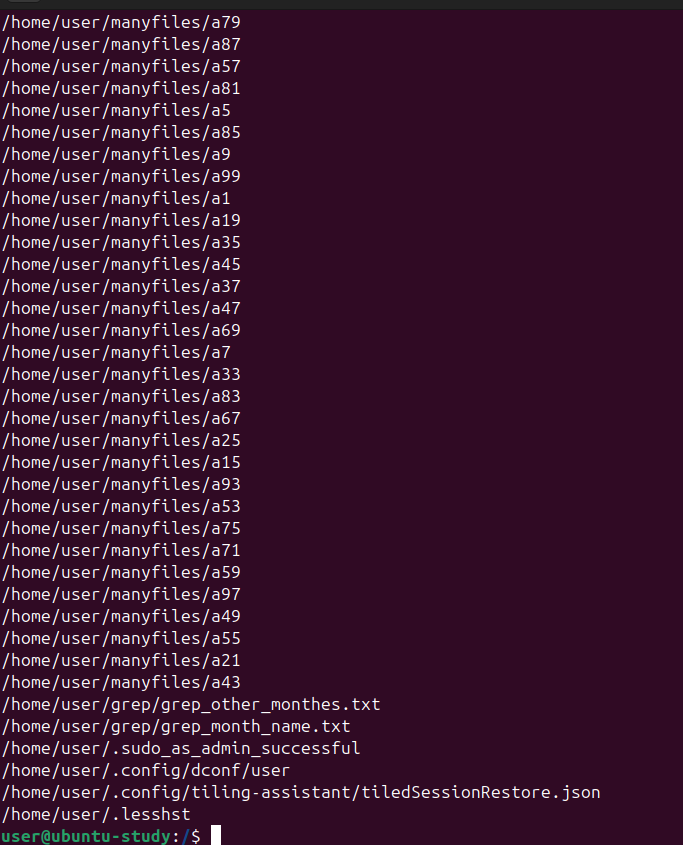 /home/user/manyfiles/a79
/home/user/manyfiles/a87
/home/user/manyfiles/a57
/home/user/manyfiles/a81
/home/user/manyfiles/a5
/home/user/manyfiles/a85
/home/user/manyfiles/a9
/home/user/manyfiles/a99
/home/user/manyfiles/a1
/home/user/manyfiles/a19
/home/user/manyfiles/a35
/home/user/manyfiles/a45
/home/user/manyfiles/a37
/home/user/manyfiles/a47
/home/user/manyfiles/a69
/home/user/manyfiles/a7
/home/user/manyfiles/a33
/home/user/manyfiles/a83
/home/user/manyfiles/a67
/home/user/manyfiles/a25
/home/user/manyfiles/a15
/home/user/manyfiles/a93
/home/user/manyfiles/a53
/home/user/manyfiles/a75
/home/user/manyfiles/a71
/home/user/manyfiles/a59
/home/user/manyfiles/a97
/home/user/manyfiles/a49
/home/user/manyfiles/a55
/home/user/manyfiles/a21
/home/user/manyfiles/a43
/home/user/grep/grep_other_monthes.txt
/home/user/grep/grep_month_name.txt
/home/user/.sudo_as_admin_successful
/home/user/.config/dconf/user
/home/user/.config/tiling-assistant/tiledSessionRestore.json
/home/user/.lesshst
user@ubuntu-study:/$